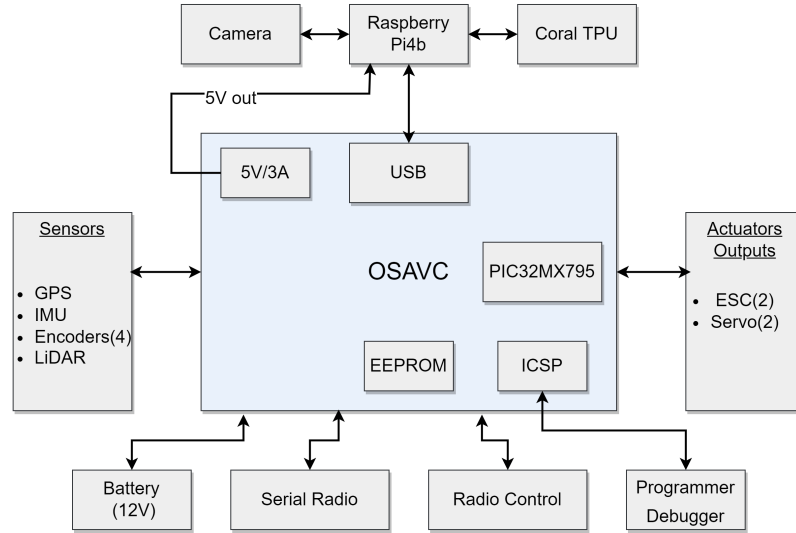 Camera
Raspberry
Pi4b
Coral TPU
5V out
5V/3A
USB
Sensors
• GPS
• IMU
• Encoders(4)
• LiDAR
OSAVC
PIC32MX795
EEPROM
ICSP
Actuators
Outputs
• ESC(2)
• Servo(2)
Battery
(12V)
Serial Radio
Radio Control
Programmer
Debugger